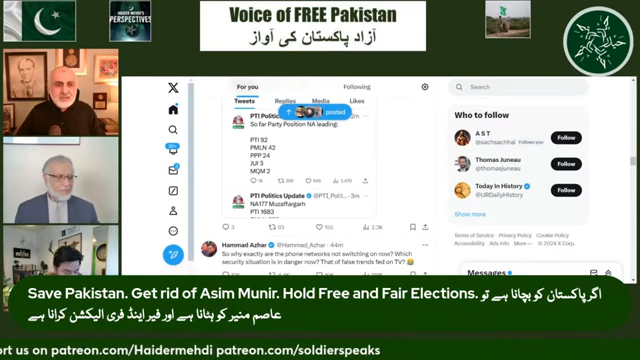 HAIDER MEHDI'S
PERSPECTIVES
Voice of FREE Pakistan
آزاد پاکستان کی آواز
For you
Following
Tweets Replies Media Likes
posted
PTI Politi
So far Party Position NA leading:
PTI 92
PMLN 42
PPP 24
JUI 3
MQM 2
PTI Politics Update @PTI_Polit... · 3m
NA177 Muzaffargarh
PTI 1683
3 93 155 3.3K
Hammad Azhar @Hammad_Azhar · 44m
So why exactly are the phone networks not switching on now? Which
security situation is in danger now? That of false trends fed on TV?
Search
Who to follow
A S T
@sachsachhal Follows you
Follow
Thomas Juneau
@thomasjuneau
Follow
Today In History
@URDailyHistory
Follow
Show more
Terms of Service Privacy Policy Cookie Policy
Accessibility Ads info More ··· © 2024 X Corp.
Messages
Save Pakistan. Get rid of Asim Munir. Hold Free and Fair Elections. اگر پاکستان کو بچانا ہے تو
عاصم منیر کو ہٹانا ہے اور فیر اینڈ فری الیکشن کرانا ہے
ort us on patreon.com/Haidermehdi patreon.com/soldierspeaks